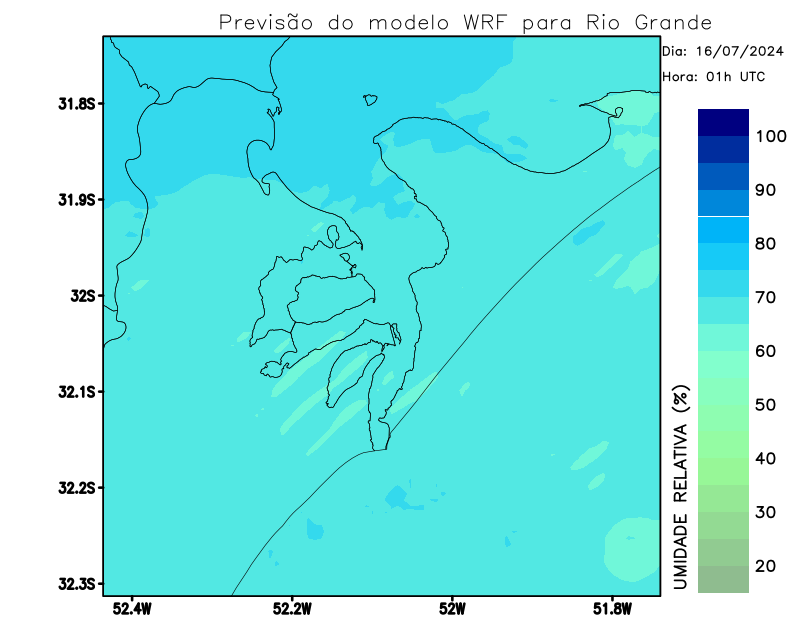 Previsão do modelo WRF para Rio Grande
Dia: 16/07/2024
Hora: 01h UTC
31.8S
31.9S
32S
32.1S
32.2S
32.3S
52.4W
52.2W
52W
51.8W
100
90
80
70
60
50
40
30
20
UMIDADE RELATIVA (%)